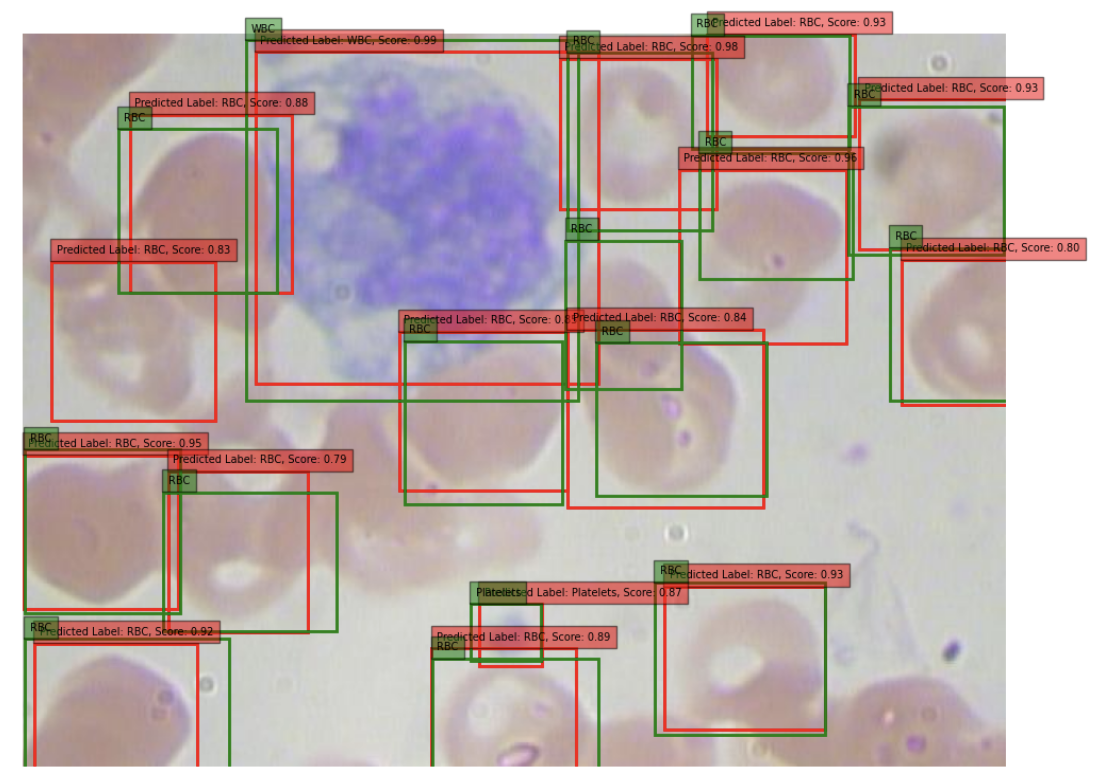 RBC
Predicted Label: RBC, Score: 0.93
WBC
Predicted Label: WBC, Score: 0.99
RBC
Predicted Label: RBC, Score: 0.98
Predicted Label: RBC, Score: 0.93
RBC
Predicted Label: RBC, Score: 0.88
RBC
RBC
Predicted Label: RBC, Score: 0.96
RBC
RBC
Predicted Label: RBC, Score: 0.83
Predicted Label: RBC, Score: 0.80
Predicted Label: RBC, Score:
RBC
Predicted Label: RBC, Score: 0.84
RBC
RBC
Predicted Label: RBC, Score: 0.95
Predicted Label: RBC, Score: 0.79
RBC
RBC
Predicted Label: RBC, Score: 0.93
Platelets
Label: Platelets, Score: 0.87
RBC
Predicted Label: RBC, Score: 0.92
Predicted Label: RBC, Score: 0.89
RBC